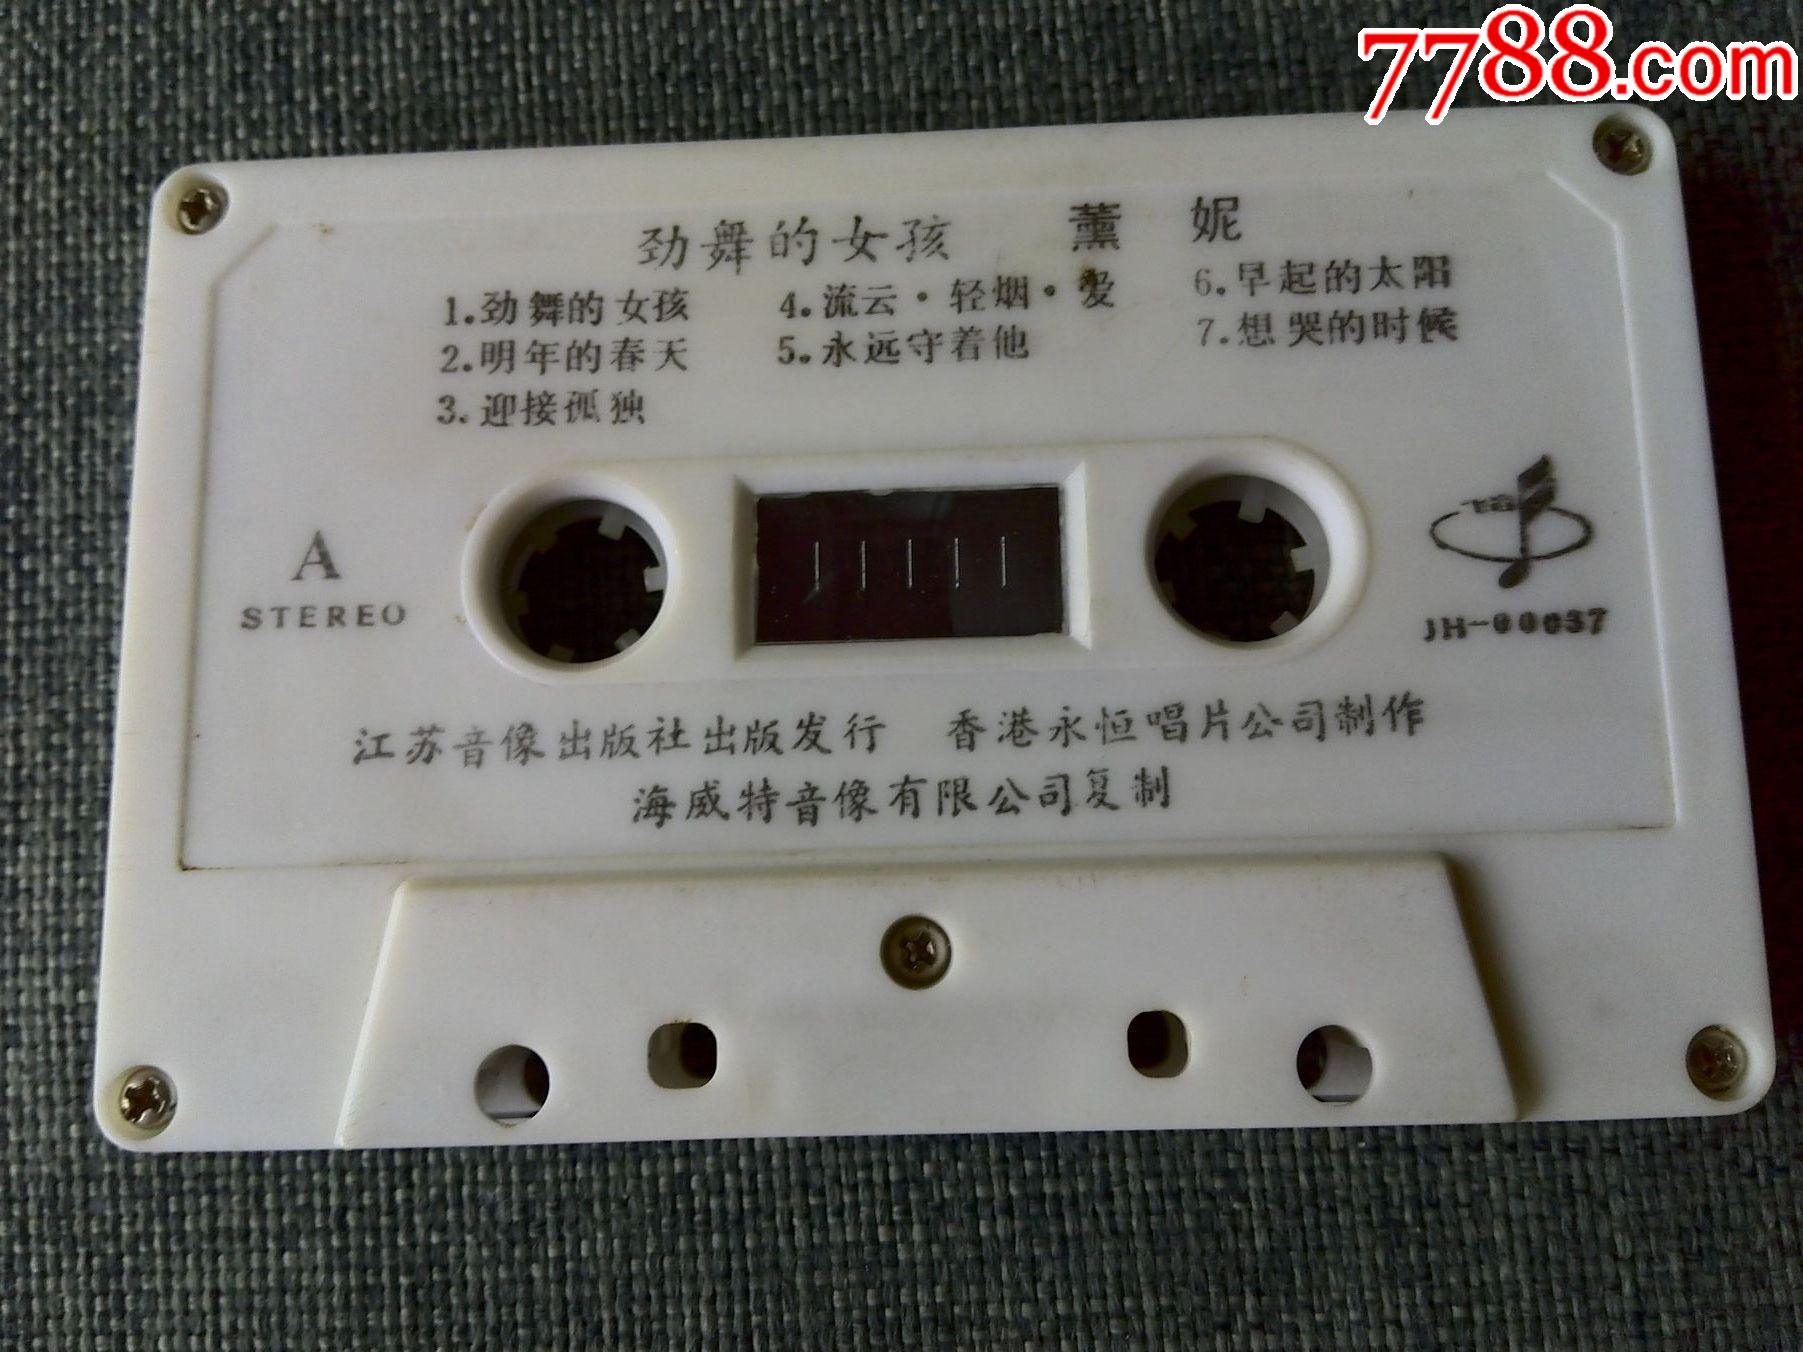 7788.com
劲舞的女孩 薰妮
1.劲舞的女孩 4.流云·轻烟·爱 6.早起的太阳
2.明年的春天 5.永远守着他 7.想哭的时候
3.迎接孤独
A
STEREO
JH-00037
江苏音像出版社出版发行 香港永恒唱片公司制作
海威特音像有限公司复制